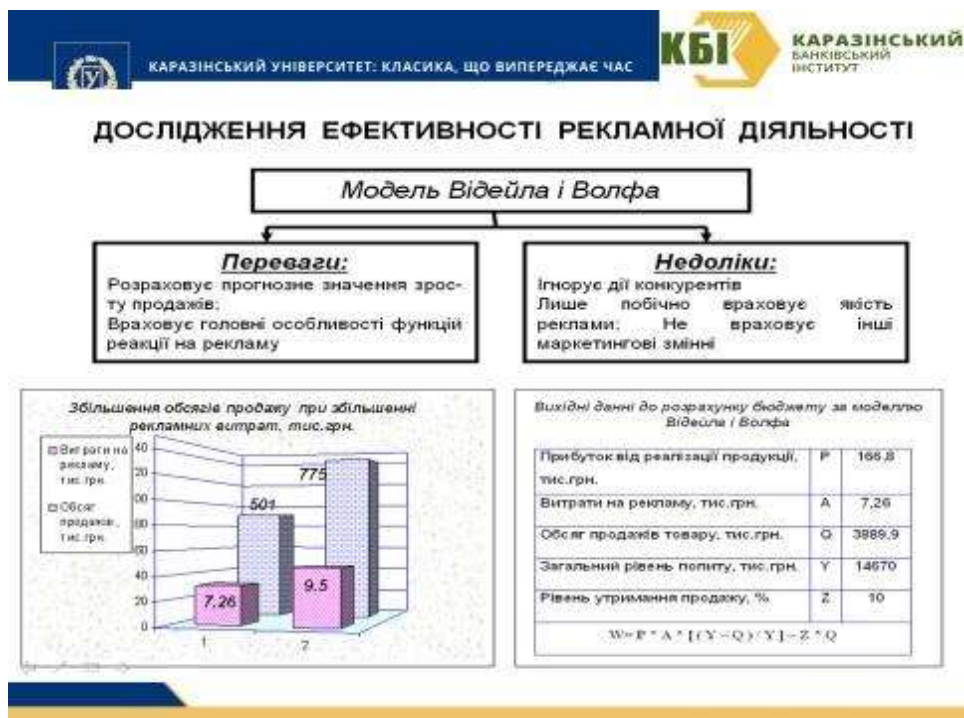 КАРАЗІНСЬКИЙ УНІВЕРСИТЕТ: КЛАСИКА, ЩО ВИПЕРЕДЖАЄ ЧАС
КБІ
КАРАЗІНСЬКИЙ
БАНКІВСЬКИЙ
ІНСТИТУТ
ДОСЛІДЖЕННЯ ЕФЕКТИВНОСТІ РЕКЛАМНОЇ ДІЯЛЬНОСТІ
Модель Відейла і Волфа
Переваги:
Розраховує прогнозне значення зрос-
ту продажів;
Враховує головні особливості функцій
реакції на рекламу
Недоліки:
Ігнорує дії конкурентів
Лише побічно враховує якість
реклами; Не враховує інші
маркетингові змінні
Збільшення обсягів продажу при збільшенні
рекламних витрат, тис.грн.
Витрати на
рекламу,
тис.грн.
Обсяг
продажів,
тис.грн.
40
20
00
80
60
40
20
0
501
775
7,26
9.5
1
2
Вихідні данні до розрахунку бюджету за моделлю
Відейла і Волфа
Прибуток від реалізації продукції, P 166,8
тис.грн.
Витрати на рекламу, тис.грн. A 7,26
Обсяг продажів товару, тис.грн. Q 3889,9
Загальний рівень попиту, тис.грн. Y 14670
Рівень утримання продажу, % Z 10
W= P * A * [ ( Y – Q ) / Y ] – Z * Q